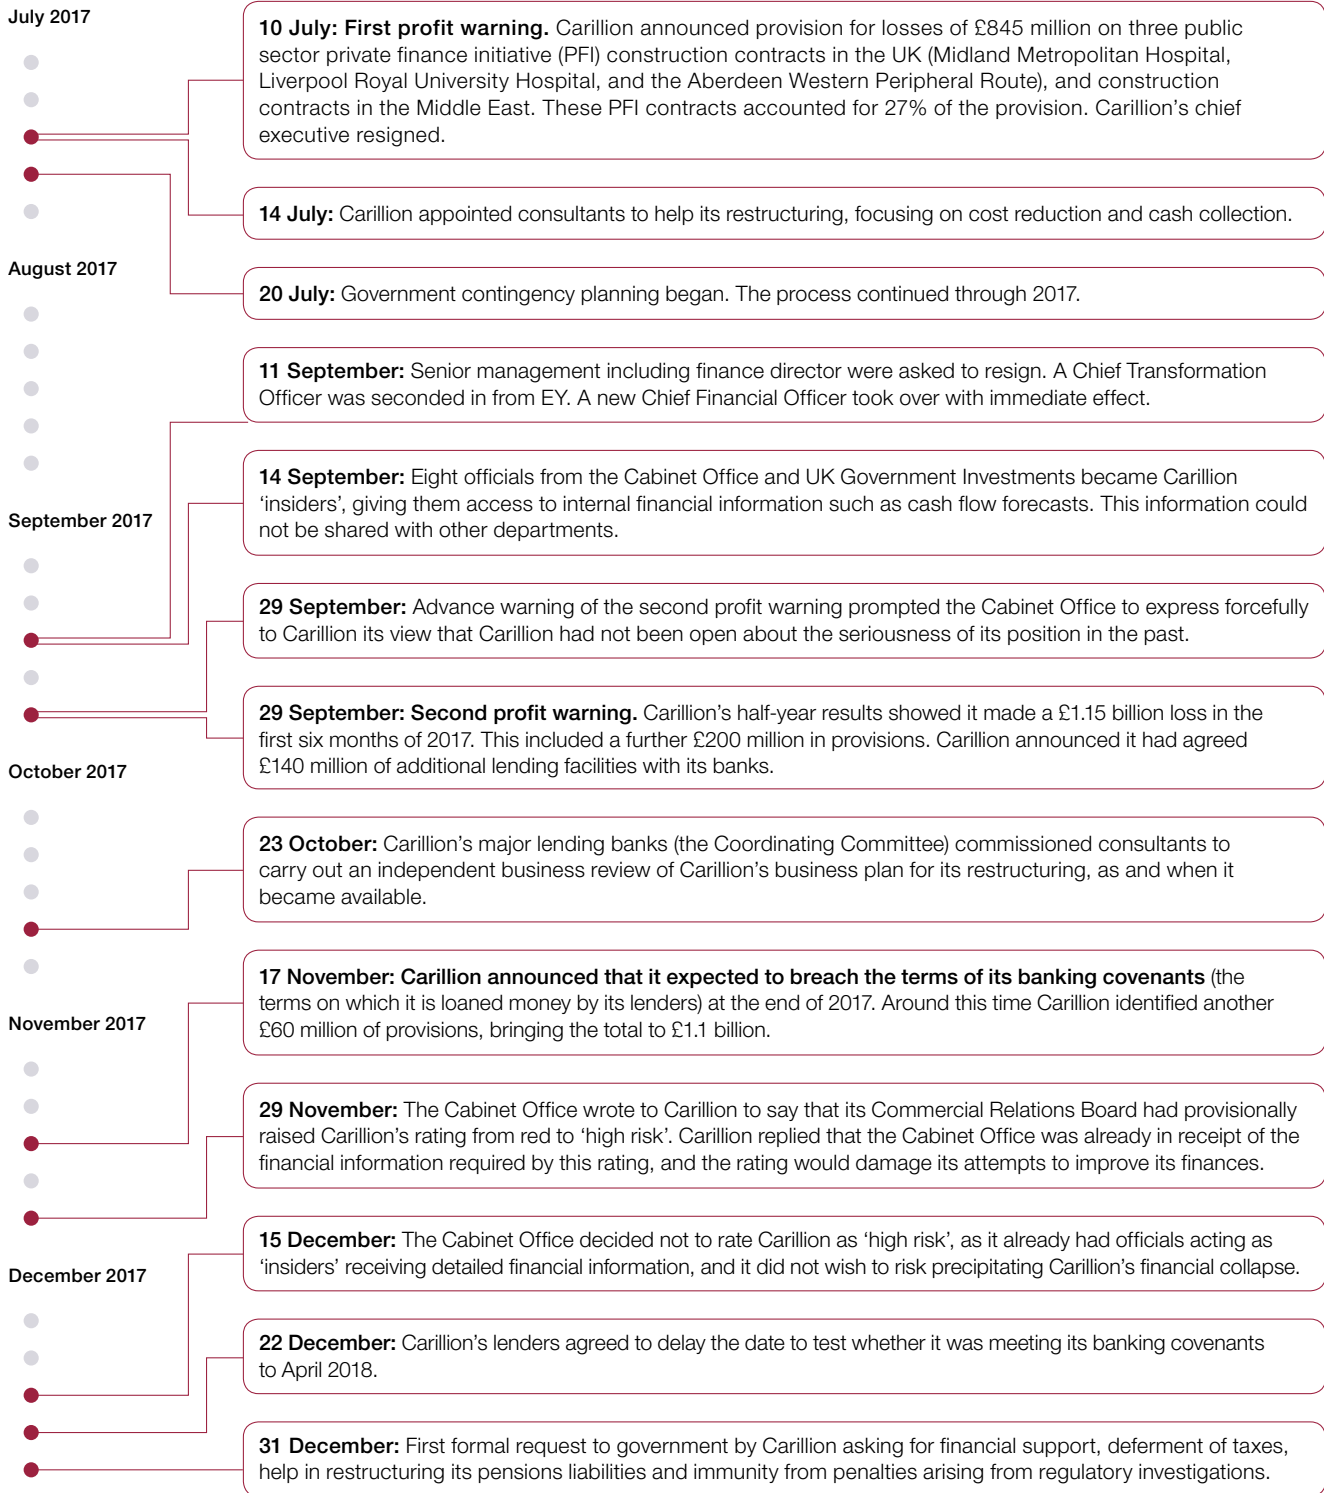 July 2017
10 July: First profit warning. Carillion announced provision for losses of £845 million on three public
sector private finance initiative (PFI) construction contracts in the UK (Midland Metropolitan Hospital,
Liverpool Royal University Hospital, and the Aberdeen Western Peripheral Route), and construction
contracts in the Middle East. These PFI contracts accounted for 27% of the provision. Carillion’s chief
executive resigned.
14 July: Carillion appointed consultants to help its restructuring, focusing on cost reduction and cash collection.
August 2017
20 July: Government contingency planning began. The process continued through 2017.
11 September: Senior management including finance director were asked to resign. A Chief Transformation
Officer was seconded in from EY. A new Chief Financial Officer took over with immediate effect.
14 September: Eight officials from the Cabinet Office and UK Government Investments became Carillion
‘insiders’, giving them access to internal financial information such as cash flow forecasts. This information could
not be shared with other departments.
September 2017
29 September: Advance warning of the second profit warning prompted the Cabinet Office to express forcefully
to Carillion its view that Carillion had not been open about the seriousness of its position in the past.
29 September: Second profit warning. Carillion’s half-year results showed it made a £1.15 billion loss in the
first six months of 2017. This included a further £200 million in provisions. Carillion announced it had agreed
£140 million of additional lending facilities with its banks.
October 2017
23 October: Carillion’s major lending banks (the Coordinating Committee) commissioned consultants to
carry out an independent business review of Carillion’s business plan for its restructuring, as and when it
became available.
17 November: Carillion announced that it expected to breach the terms of its banking covenants (the
terms on which it is loaned money by its lenders) at the end of 2017. Around this time Carillion identified another
£60 million of provisions, bringing the total to £1.1 billion.
November 2017
29 November: The Cabinet Office wrote to Carillion to say that its Commercial Relations Board had provisionally
raised Carillion’s rating from red to ‘high risk’. Carillion replied that the Cabinet Office was already in receipt of the
financial information required by this rating, and the rating would damage its attempts to improve its finances.
15 December: The Cabinet Office decided not to rate Carillion as ‘high risk’, as it already had officials acting as
‘insiders’ receiving detailed financial information, and it did not wish to risk precipitating Carillion’s financial collapse.
December 2017
22 December: Carillion’s lenders agreed to delay the date to test whether it was meeting its banking covenants
to April 2018.
31 December: First formal request to government by Carillion asking for financial support, deferment of taxes,
help in restructuring its pensions liabilities and immunity from penalties arising from regulatory investigations.